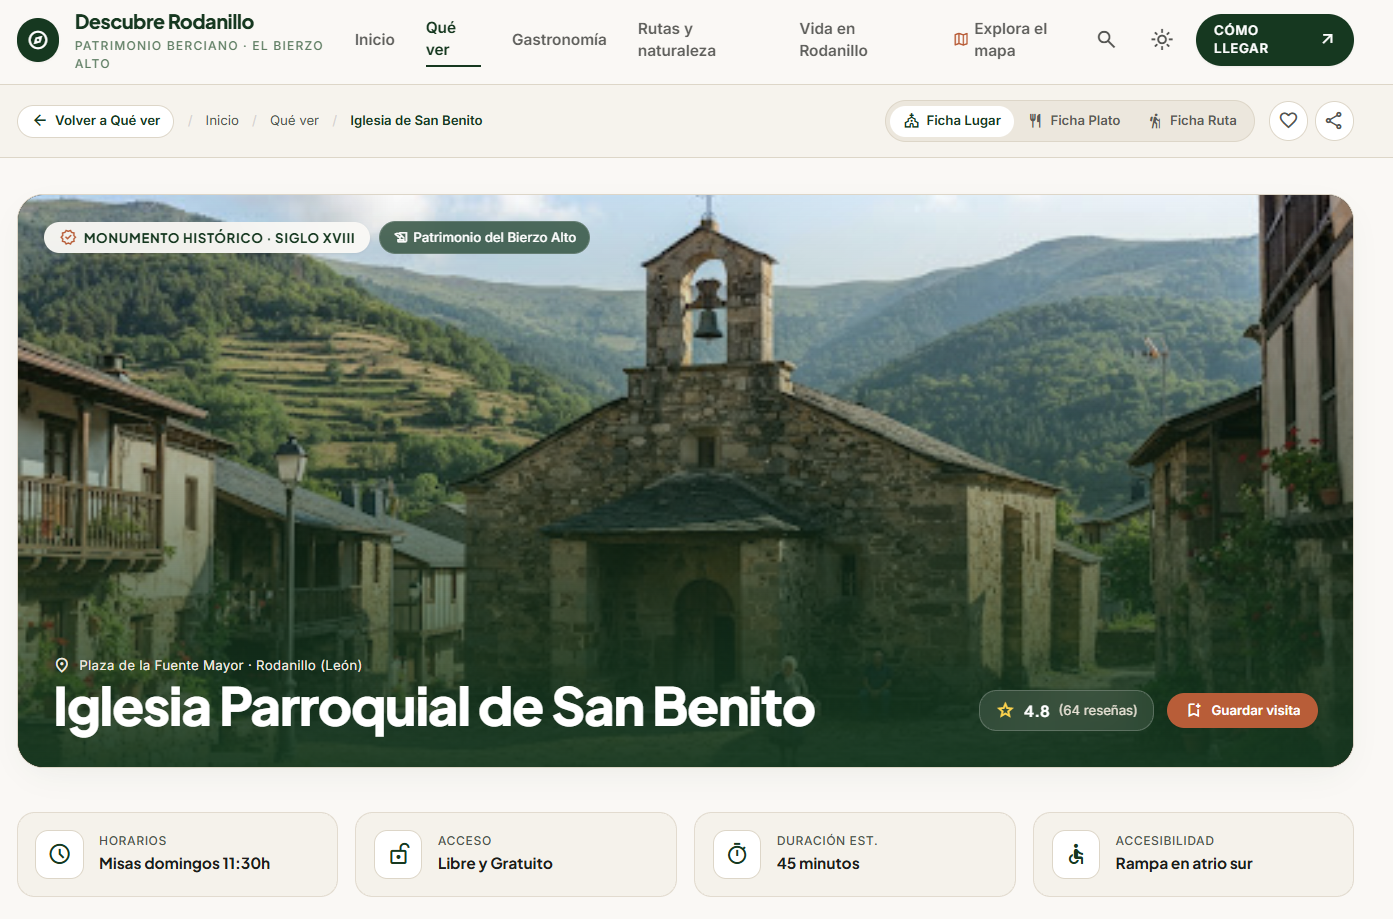 Descubre Rodanillo
PATRIMONIO BERCIANO · EL BIERZO
ALTO
Inicio
Qué
ver
Gastronomía
Rutas y
naturaleza
Vida en
Rodanillo
Explora el
mapa
CÓMO
LLEGAR
Volver a Qué ver
/ Inicio / Qué ver / Iglesia de San Benito
Ficha Lugar
Ficha Plato
Ficha Ruta
MONUMENTO HISTÓRICO · SIGLO XVIII
Patrimonio del Bierzo Alto
Plaza de la Fuente Mayor · Rodanillo (León)
Iglesia Parroquial de San Benito
4.8 (64 reseñas)
Guardar visita
HORARIOS
Misas domingos 11:30h
ACCESO
Libre y Gratuito
DURACIÓN EST.
45 minutos
ACCESIBILIDAD
Rampa en atrio sur